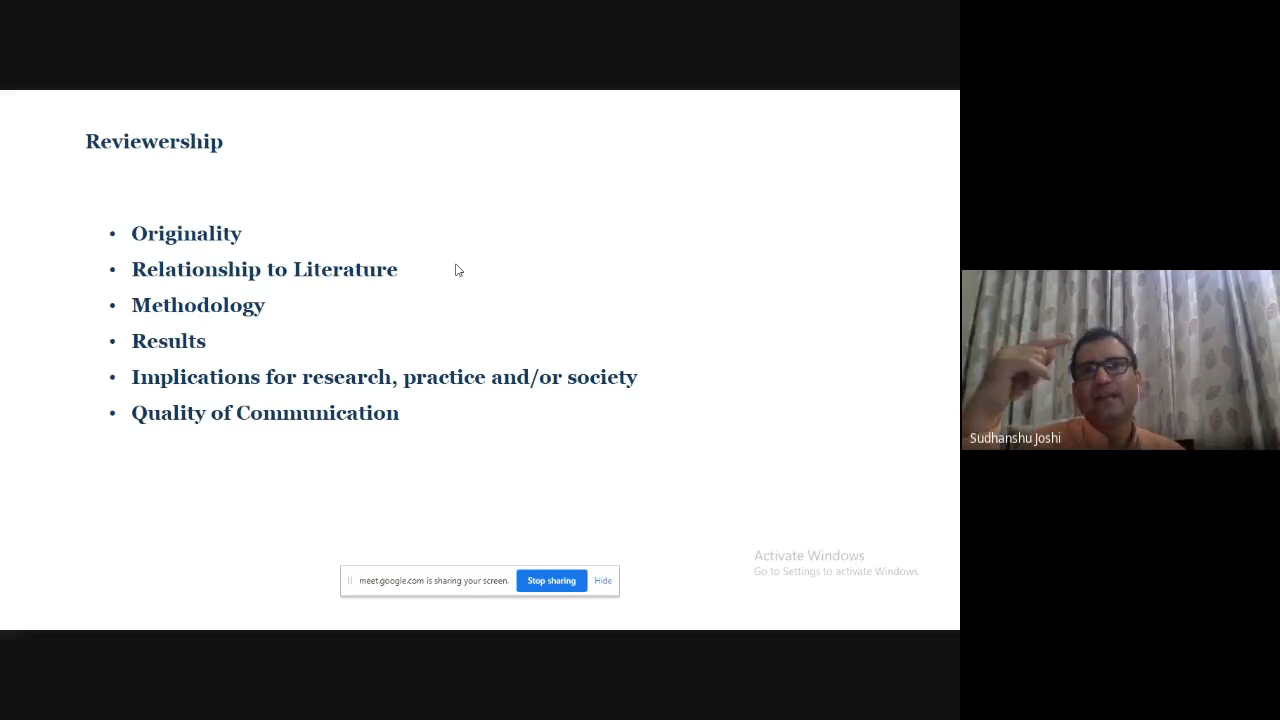 Reviewership
• Originality
• Relationship to Literature
• Methodology
• Results
• Implications for research, practice and/or society
• Quality of Communication
Sudhanshu Joshi
Activate Windows
Go to Settings to activate Windows.
meet.google.com is sharing your screen. Stop sharing Hide